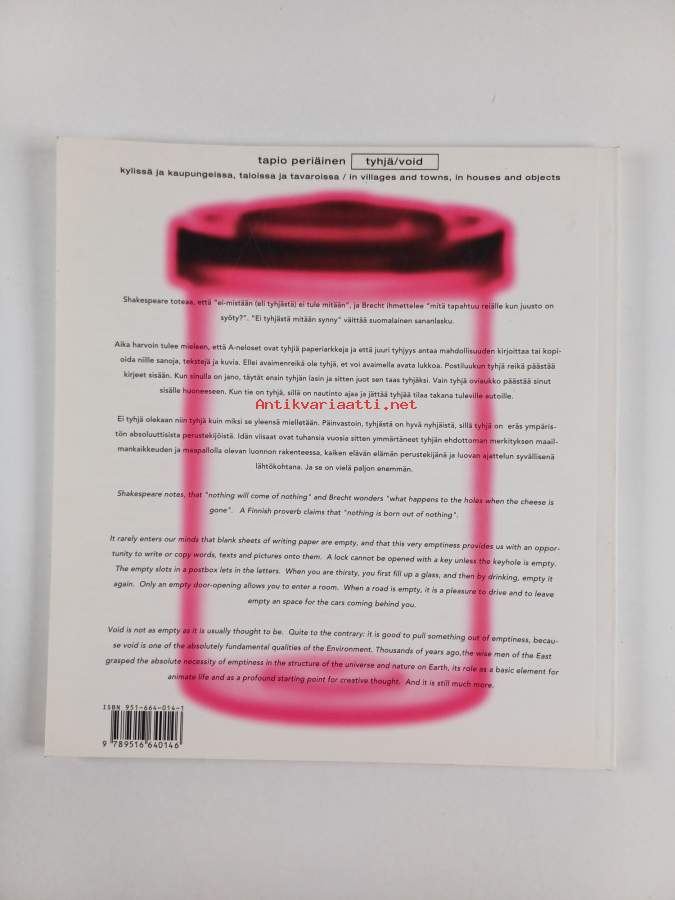 tapio periäinen tyhjä/void
kylissä ja kaupungeissa, taloissa ja tavaroissa / in villages and towns, in houses and objects
Shakespeare toteaa, että "ei-mistään (eli tyhjästä) ei tule mitään", ja Brecht ihmettelee "mitä tapahtuu reiälle kun juusto on
syöty?". "Ei tyhjästä mitään synny" väittää suomalainen sananlasku.
Aika harvoin tulee mieleen, että A-neloset ovat tyhjiä paperiarkkeja ja että juuri tyhjyys antaa mahdollisuuden kirjoittaa tai kopi-
oida niille sanoja, tekstejä ja kuvia. Ellei avaimenreikä ole tyhjä, et voi avaimella avata lukkoa. Postiluukun tyhjä reikä päästää
kirjeet sisään. Kun sinulla on jano, täytät ensin tyhjän lasin ja sitten juot sen taas tyhjäksi. Vain tyhjä oviaukko päästää sinut
sisälle huoneeseen. Kun tie on tyhjä, sillä on nautinto ajaa ja jättää tyhjää tilaa takana tuleville autoille.
Antikvariaatti.net
Ei tyhjä olekaan niin tyhjä kuin miksi se yleensä mielletään. Päinvastoin, tyhjästä on hyvä nyhjäistä, sillä tyhjä on eräs ympäris-
tön absoluuttisista perustekijöistä. Idän viisaat ovat tuhansia vuosia sitten ymmärtäneet tyhjän ehdottoman merkityksen maail-
mankaikkeuden ja maapallolla olevan luonnon rakenteessa, kaiken elävän elämän perustekijänä ja luovan ajattelun syvällisenä
lähtökohtana. Ja se on vielä paljon enemmän.
Shakespeare notes, that "nothing will come of nothing" and Brecht wonders "what happens to the holes when the cheese is
gone". A Finnish proverb claims that "nothing is born out of nothing".
It rarely enters our minds that blank sheets of writing paper are empty, and that this very emptiness provides us with an oppor-
tunity to write or copy words, texts and pictures onto them. A lock cannot be opened with a key unless the keyhole is empty.
The empty slots in a postbox lets in the letters. When you are thirsty, you first fill up a glass, and then by drinking, empty it
again. Only an empty door-opening allows you to enter a room. When a road is empty, it is a pleasure to drive and to leave
empty an space for the cars coming behind you.
Void is not as empty as it is usually thought to be. Quite to the contrary: it is good to pull something out of emptiness, becau-
se void is one of the absolutely fundamental qualities of the Environment. Thousands of years ago,the wise men of the East
grasped the absolute necessity of emptiness in the structure of the universe and nature on Earth, its role as a basic element for
animate life and as a profound starting point for creative thought. And it is still much more.
ISBN 951-664-014-1
9 789516 640146